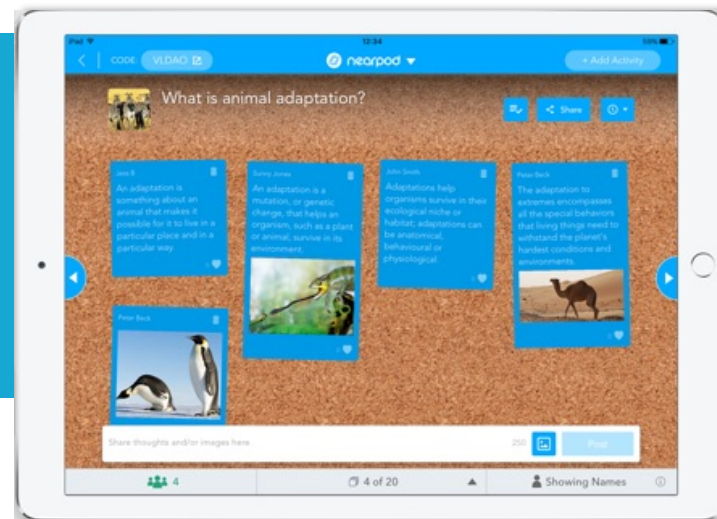 iPad
12:34
CODE: VLDAO
nearpod
+ Add Activity
What is animal adaptation?
Share
Jess B
An adaptation is
something about an
animal that makes it
possible for it to live in a
particular place and in a
particular way.
Sunny Jones
An adaptation is a
mutation, or genetic
change, that helps an
organism, such as a plant
or animal, survive in its
environment.
John Smith
Adaptations help
organisms survive in their
ecological niche or
habitat; adaptations can
be anatomical,
behavioural or
physiological.
Peter Beck
The adaptation to
extremes encompasses
all the special behaviors
that living things need to
withstand the planet's
hardest conditions and
environments.
Peter Beck
Share thoughts and/or images here
250
Post
4
4 of 20
Showing Names